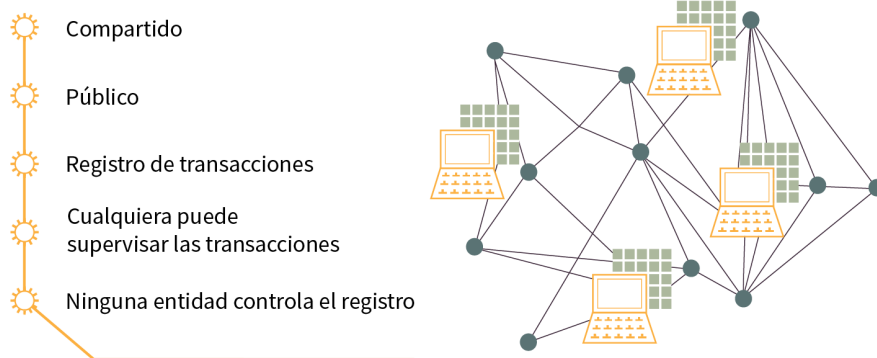 Compartido
Público
Registro de transacciones
Cualquiera puede
supervisar las transacciones
Ninguna entidad controla el registro